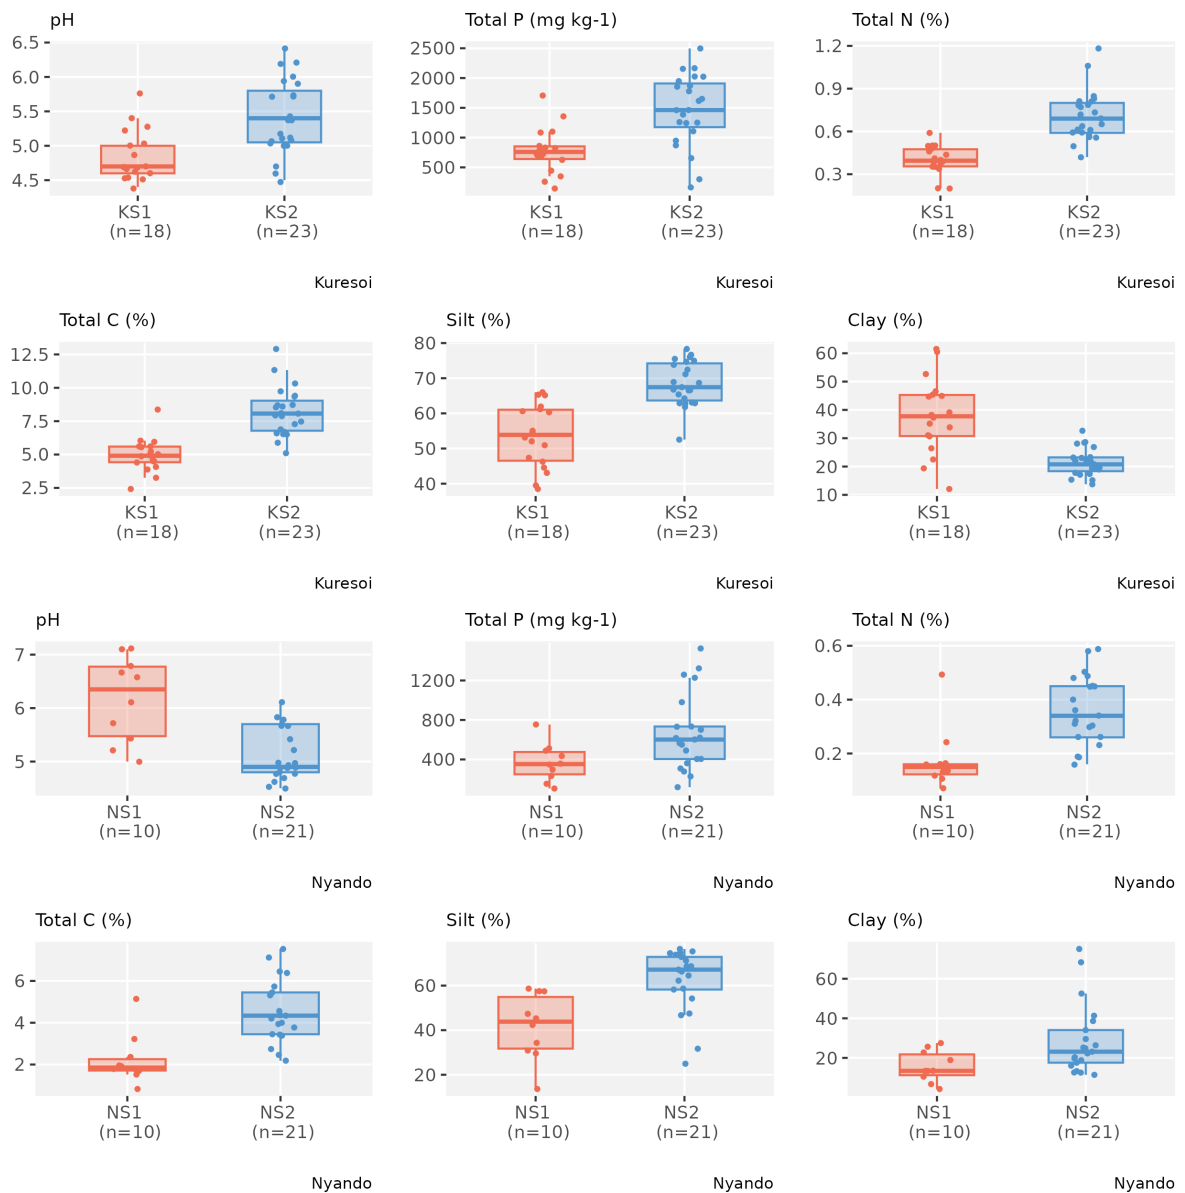 pH
Total P (mg kg-1)
Total N (%)
6.5
6.0
5.5
5.0
4.5
2500
2000
1500
1000
500
1.2
0.9
0.6
0.3
KS1
(n=18)
KS2
(n=23)
KS1
(n=18)
KS2
(n=23)
KS1
(n=18)
KS2
(n=23)
Kuresoi
Kuresoi
Kuresoi
Total C (%)
Silt (%)
Clay (%)
12.5
10.0
7.5
5.0
2.5
80
70
60
50
40
60
50
40
30
20
10
KS1
(n=18)
KS2
(n=23)
KS1
(n=18)
KS2
(n=23)
KS1
(n=18)
KS2
(n=23)
Kuresoi
Kuresoi
Kuresoi
pH
Total P (mg kg-1)
Total N (%)
7
6
5
1200
800
400
0.6
0.4
0.2
NS1
(n=10)
NS2
(n=21)
NS1
(n=10)
NS2
(n=21)
NS1
(n=10)
NS2
(n=21)
Nyando
Nyando
Nyando
Total C (%)
Silt (%)
Clay (%)
6
4
2
60
40
20
60
40
20
NS1
(n=10)
NS2
(n=21)
NS1
(n=10)
NS2
(n=21)
NS1
(n=10)
NS2
(n=21)
Nyando
Nyando
Nyando